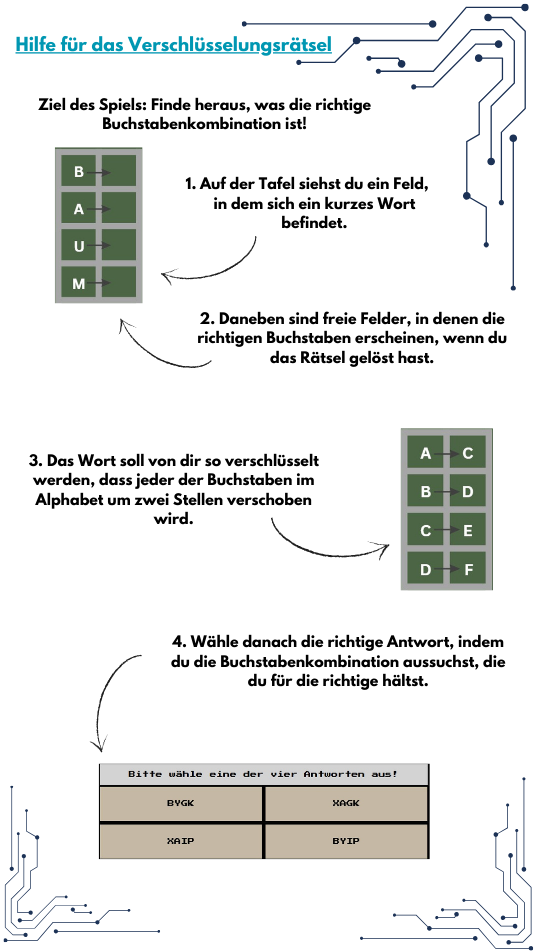 Hilfe für das Verschlüsselungsrätsel
Ziel des Spiels: Finde heraus, was die richtige
Buchstabenkombination ist!
B
A
U
M
1. Auf der Tafel siehst du ein Feld,
in dem sich ein kurzes Wort
befindet.
2. Daneben sind freie Felder, in denen die
richtigen Buchstaben erscheinen, wenn du
das Rätsel gelöst hast.
3. Das Wort soll von dir so verschlüsselt
werden, dass jeder der Buchstaben im
Alphabet um zwei Stellen verschoben
wird.
A C
B D
C E
D F
4. Wähle danach die richtige Antwort, indem
du die Buchstabenkombination aussuchst, die
du für die richtige hältst.
Bitte wähle eine der vier Antworten aus!
BYGK XAGK
XAIP BYIP